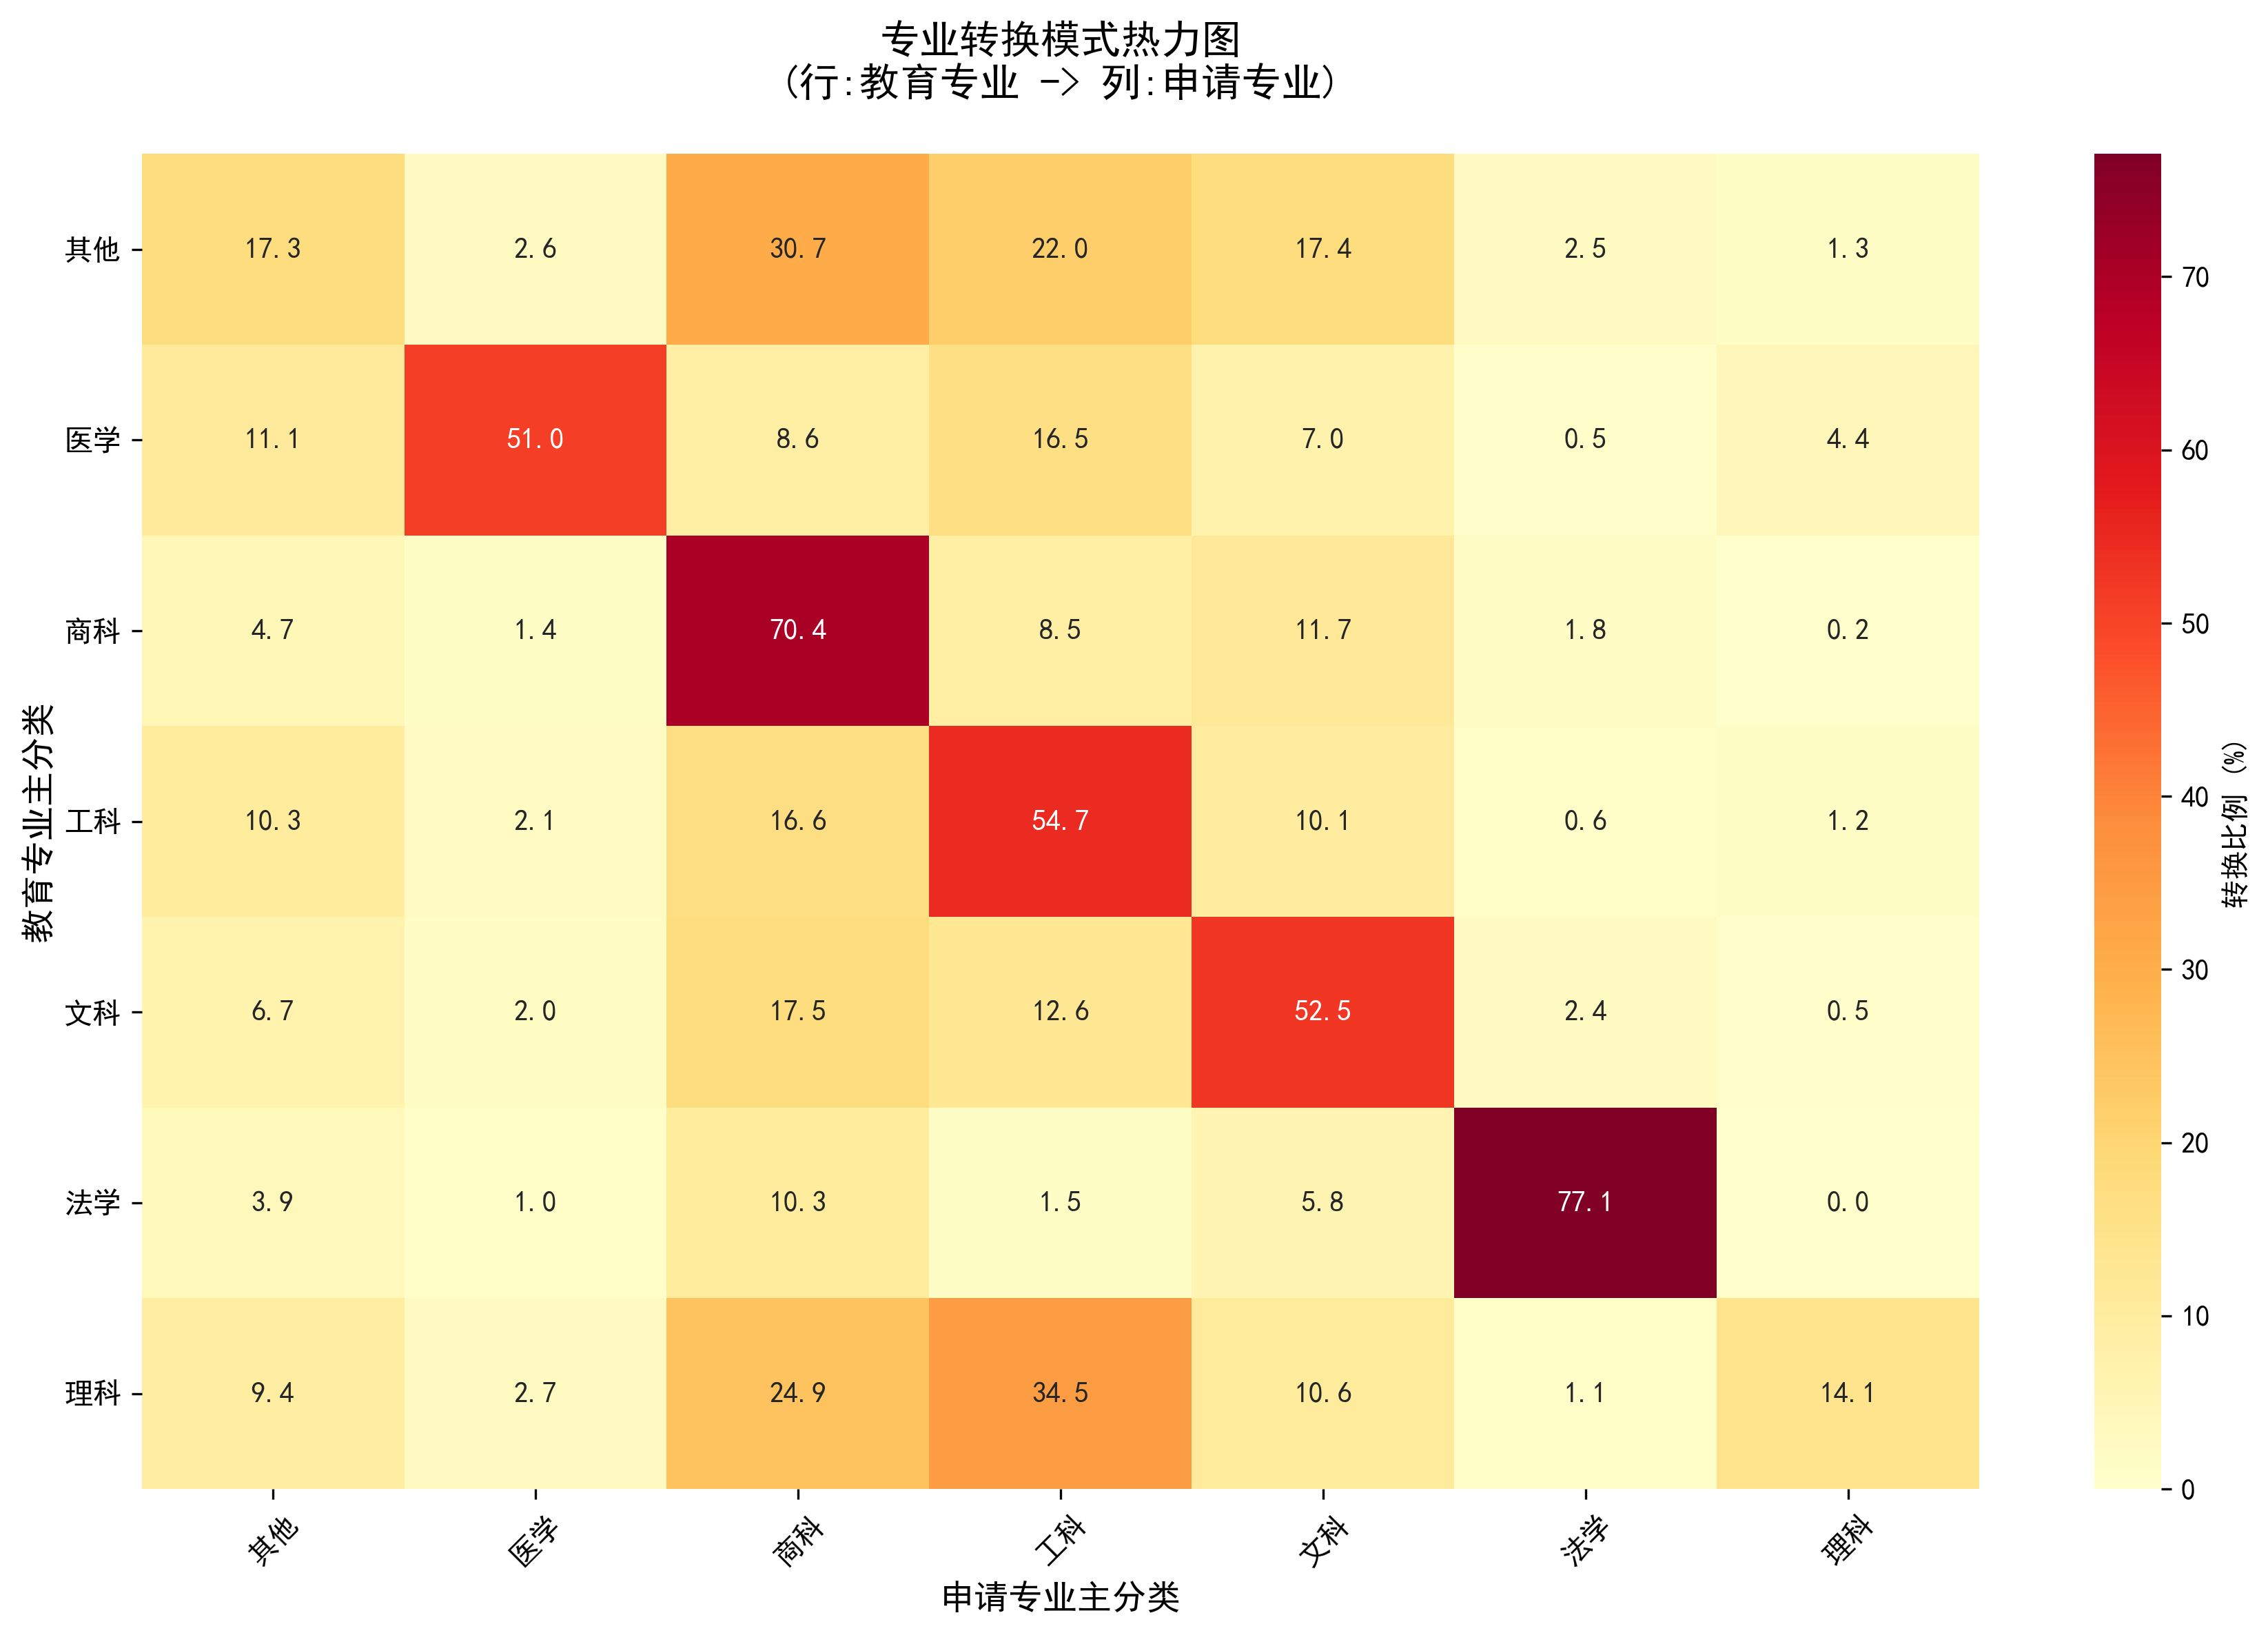 专业转换模式热力图
(行:教育专业 -> 列:申请专业)
教育专业主分类
其他 17.3 2.6 30.7 22.0 17.4 2.5 1.3
医学 11.1 51.0 8.6 16.5 7.0 0.5 4.4
商科 4.7 1.4 70.4 8.5 11.7 1.8 0.2
工科 10.3 2.1 16.6 54.7 10.1 0.6 1.2
文科 6.7 2.0 17.5 12.6 52.5 2.4 0.5
法学 3.9 1.0 10.3 1.5 5.8 77.1 0.0
理科 9.4 2.7 24.9 34.5 10.6 1.1 14.1
其他 医学 商科 工科 文科 法学 理科
申请专业主分类
70
60
50
40
30
20
10
0
转换比例 (%)